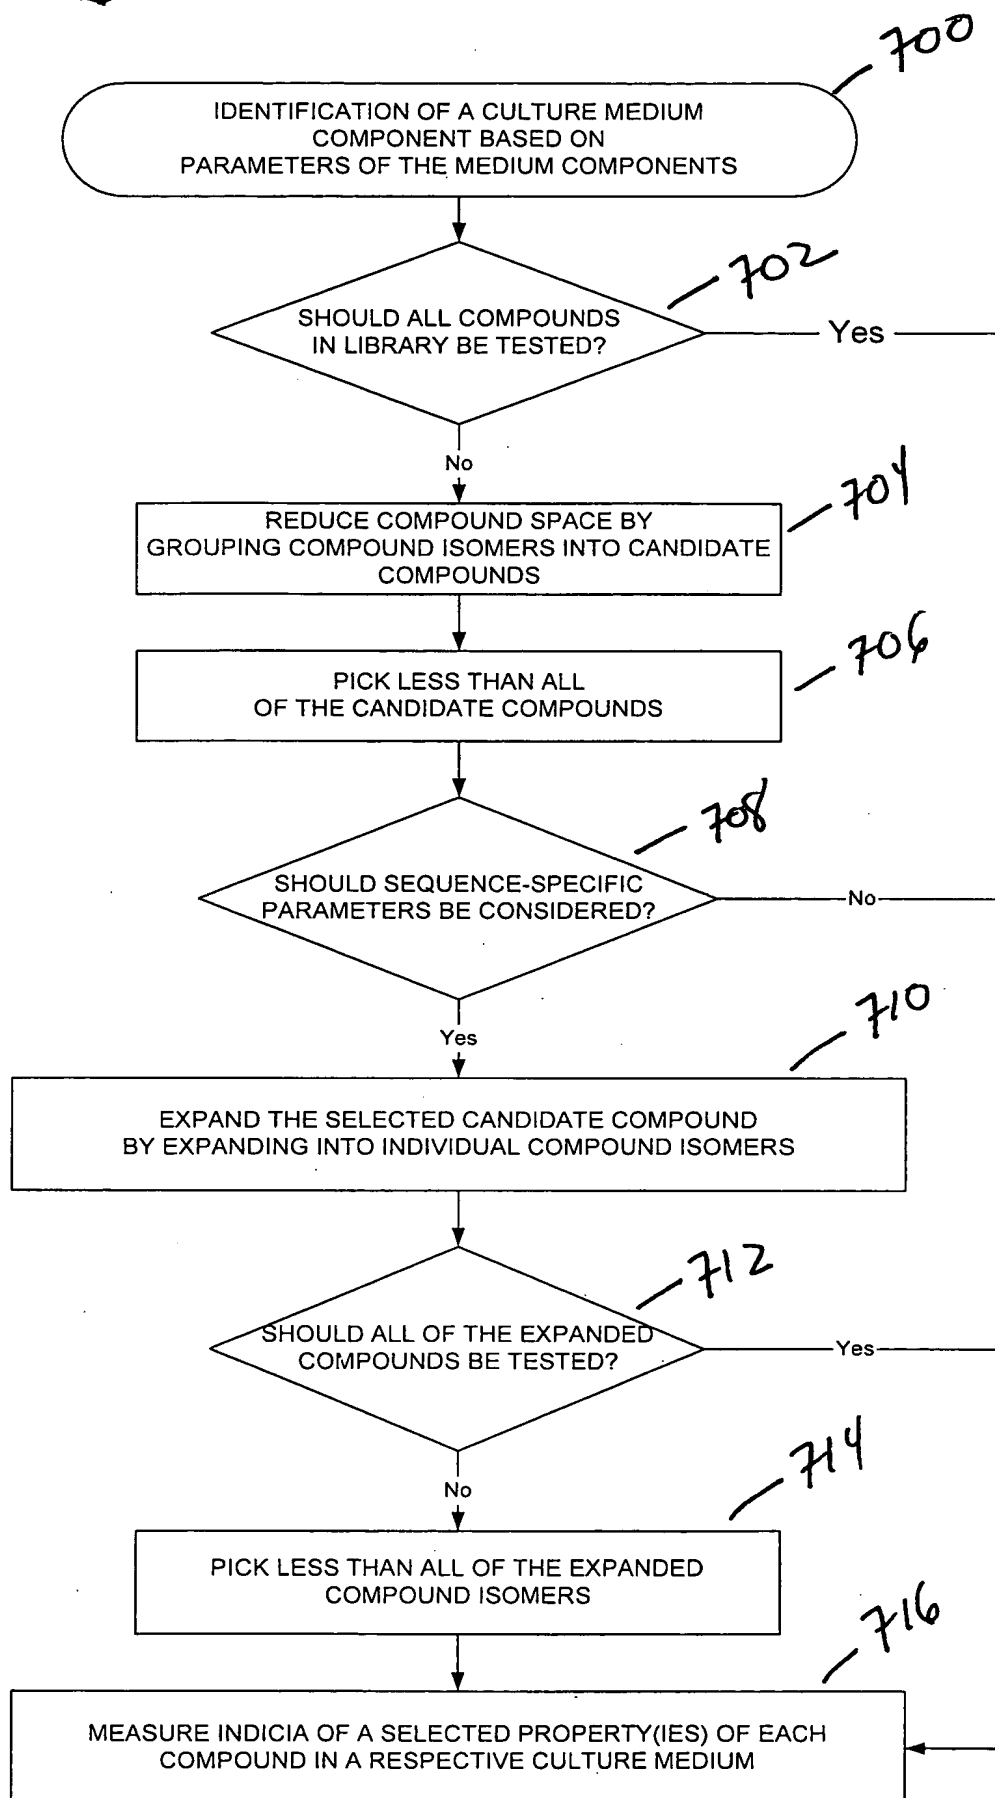 700
IDENTIFICATION OF A CULTURE MEDIUM
COMPONENT BASED ON
PARAMETERS OF THE MEDIUM COMPONENTS
702
SHOULD ALL COMPOUNDS
IN LIBRARY BE TESTED?
Yes
No
704
REDUCE COMPOUND SPACE BY
GROUPING COMPOUND ISOMERS INTO CANDIDATE
COMPOUNDS
706
PICK LESS THAN ALL
OF THE CANDIDATE COMPOUNDS
708
SHOULD SEQUENCE-SPECIFIC
PARAMETERS BE CONSIDERED?
No
Yes
710
EXPAND THE SELECTED CANDIDATE COMPOUND
BY EXPANDING INTO INDIVIDUAL COMPOUND ISOMERS
712
SHOULD ALL OF THE EXPANDED
COMPOUNDS BE TESTED?
Yes
No
714
PICK LESS THAN ALL OF THE EXPANDED
COMPOUND ISOMERS
716
MEASURE INDICIA OF A SELECTED PROPERTY(IES) OF EACH
COMPOUND IN A RESPECTIVE CULTURE MEDIUM